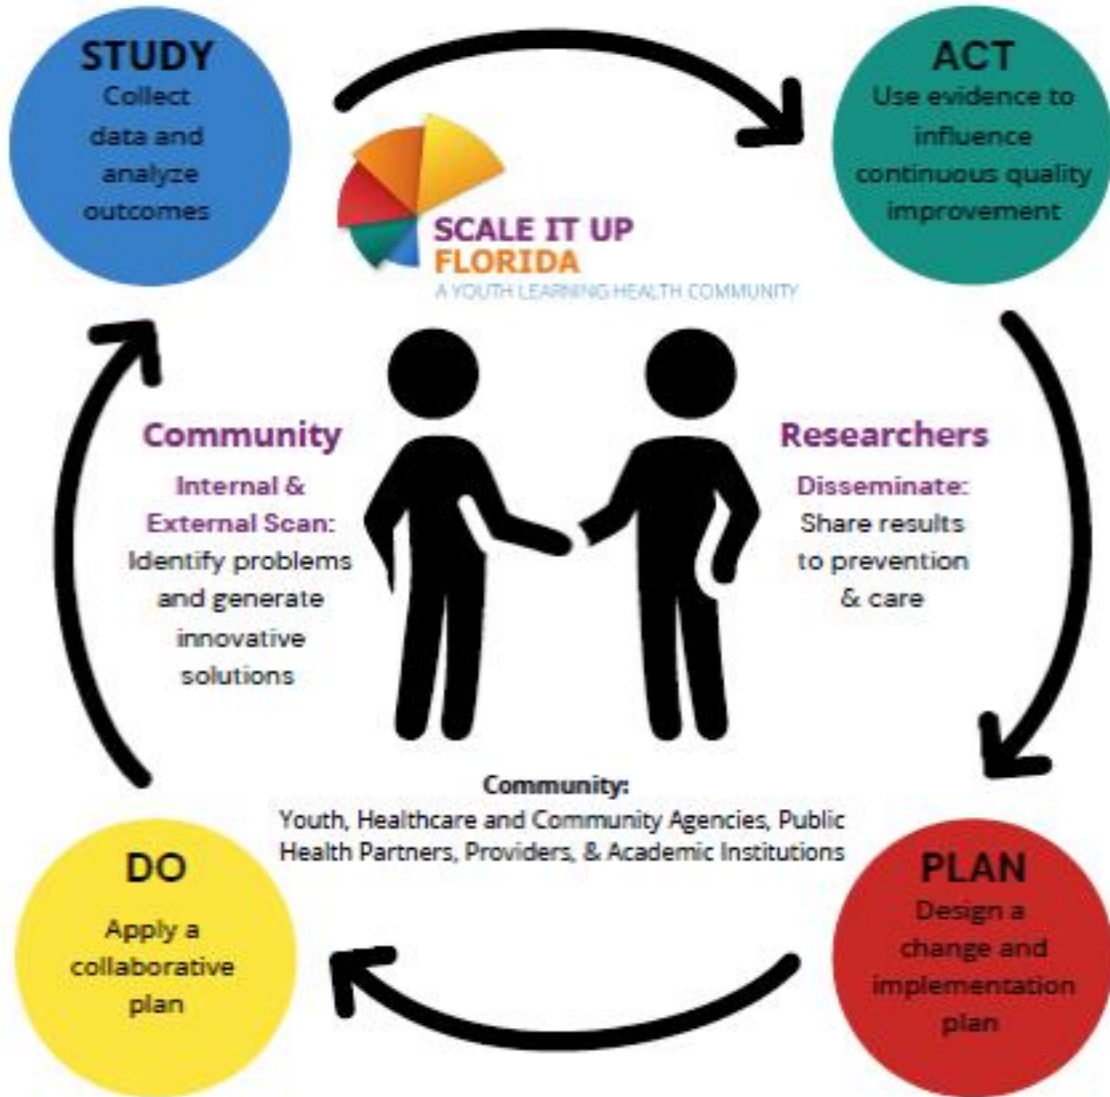 STUDY
Collect
data and
analyze
outcomes
ACT
Use evidence to
influence
continuous quality
improvement
SCALE IT UP
FLORIDA
A YOUTH LEARNING HEALTH COMMUNITY
Community
Internal &
External Scan:
Identify problems
and generate
innovative
solutions
Researchers
Disseminate:
Share results
to prevention
& care
Community:
Youth, Healthcare and Community Agencies, Public
Health Partners, Providers, & Academic Institutions
DO
Apply a
collaborative
plan
PLAN
Design a
change and
implementation
plan